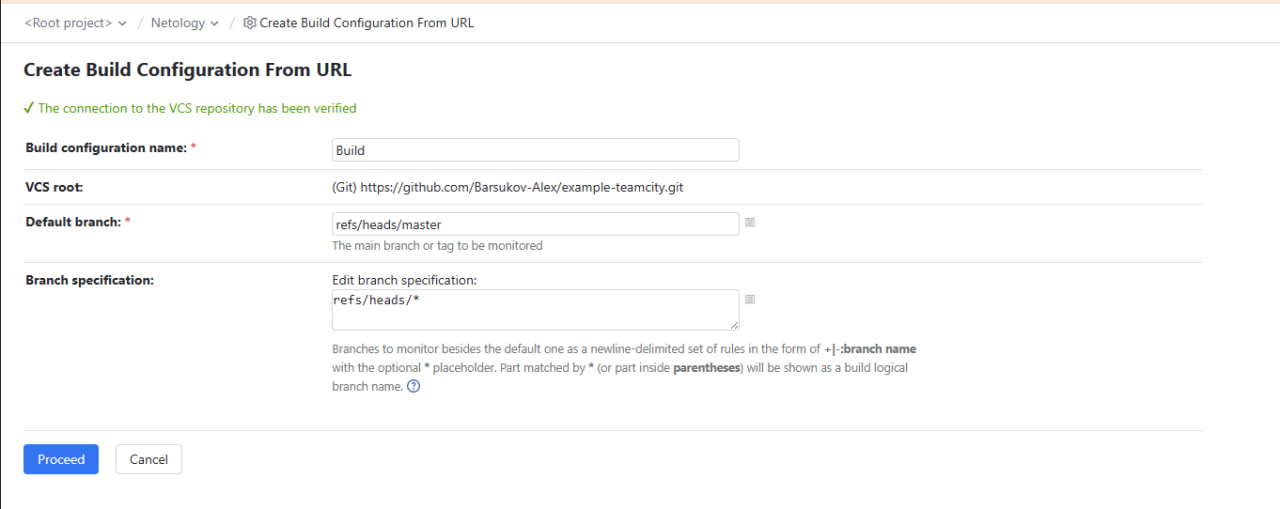 <Root project> / Netology / Create Build Configuration From URL
Create Build Configuration From URL
✓ The connection to the VCS repository has been verified
Build configuration name: * Build
VCS root: (Git) https://github.com/Barsukov-Alex/example-teamcity.git
Default branch: * refs/heads/master
The main branch or tag to be monitored
Branch specification: Edit branch specification:
refs/heads/*
Branches to monitor besides the default one as a newline-delimited set of rules in the form of +|-:branch name
with the optional * placeholder. Part matched by * (or part inside parentheses) will be shown as a build logical
branch name. ?
Proceed Cancel